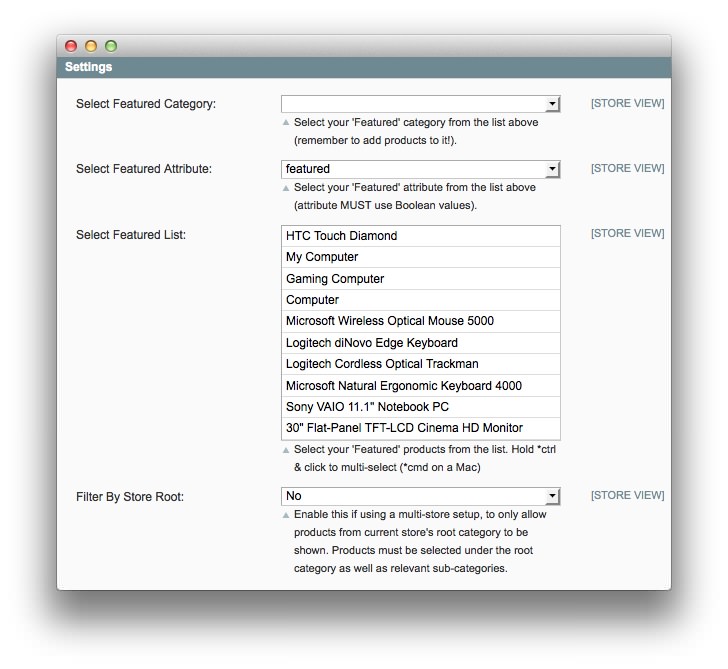 Settings
Select Featured Category:
[STORE VIEW]
Select your 'Featured' category from the list above
(remember to add products to it!).
Select Featured Attribute:
featured
[STORE VIEW]
Select your 'Featured' attribute from the list above
(attribute MUST use Boolean values).
Select Featured List:
[STORE VIEW]
HTC Touch Diamond
My Computer
Gaming Computer
Computer
Microsoft Wireless Optical Mouse 5000
Logitech diNovo Edge Keyboard
Logitech Cordless Optical Trackman
Microsoft Natural Ergonomic Keyboard 4000
Sony VAIO 11.1" Notebook PC
30" Flat-Panel TFT-LCD Cinema HD Monitor
Select your 'Featured' products from the list. Hold *ctrl
& click to multi-select (*cmd on a Mac)
Filter By Store Root:
No
[STORE VIEW]
Enable this if using a multi-store setup, to only allow
products from current store's root category to be
shown. Products must be selected under the root
category as well as relevant sub-categories.